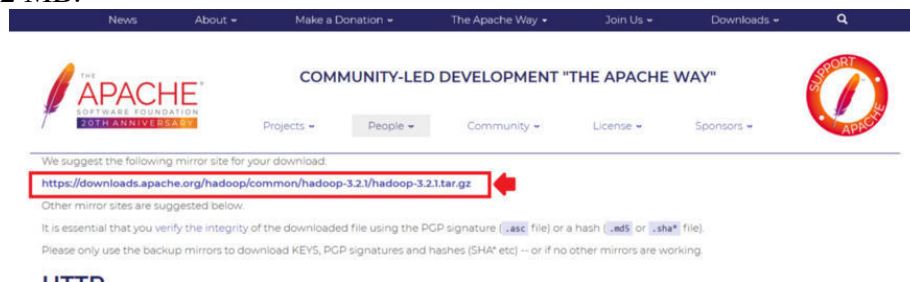 2 MB.
News About Make a Donation The Apache Way Join Us Downloads
THE
APACHE®
SOFTWARE FOUNDATION
20TH ANNIVERSARY
COMMUNITY-LED DEVELOPMENT "THE APACHE WAY"
SUPPORT
APACHE
Projects People Community License Sponsors
We suggest the following mirror site for your download:
https://downloads.apache.org/hadoop/common/hadoop-3.2.1/hadoop-3.2.1.tar.gz
Other mirror sites are suggested below.
It is essential that you verify the integrity of the downloaded file using the PGP signature (.asc file) or a hash (.md5 or .sha* file).
Please only use the backup mirrors to download KEYS, PGP signatures and hashes (SHA* etc) -- or if no other mirrors are working.
HTTP